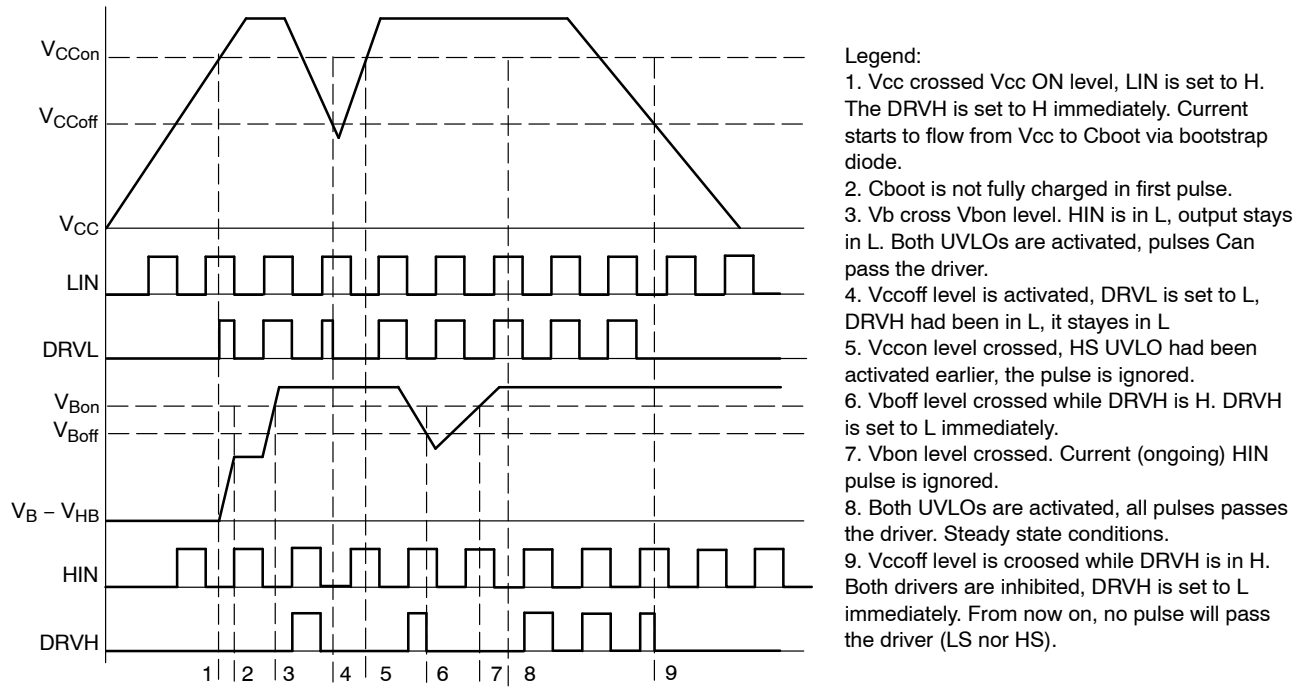 V_CCon
V_CCoff
V_CC
LIN
DRVL
V_Bon
V_Boff
V_B – V_HB
HIN
DRVH
1 2 3 4 5 6 7 8 9
Legend:
1. Vcc crossed Vcc ON level, LIN is set to H.
The DRVH is set to H immediately. Current
starts to flow from Vcc to Cboot via bootstrap
diode.
2. Cboot is not fully charged in first pulse.
3. Vb cross Vbon level. HIN is in L, output stays
in L. Both UVLOs are activated, pulses Can
pass the driver.
4. Vccoff level is activated, DRVL is set to L,
DRVH had been in L, it stayes in L
5. Vccon level crossed, HS UVLO had been
activated earlier, the pulse is ignored.
6. Vboff level crossed while DRVH is H. DRVH
is set to L immediately.
7. Vbon level crossed. Current (ongoing) HIN
pulse is ignored.
8. Both UVLOs are activated, all pulses passes
the driver. Steady state conditions.
9. Vccoff level is croosed while DRVH is in H.
Both drivers are inhibited, DRVH is set to L
immediately. From now on, no pulse will pass
the driver (LS nor HS).